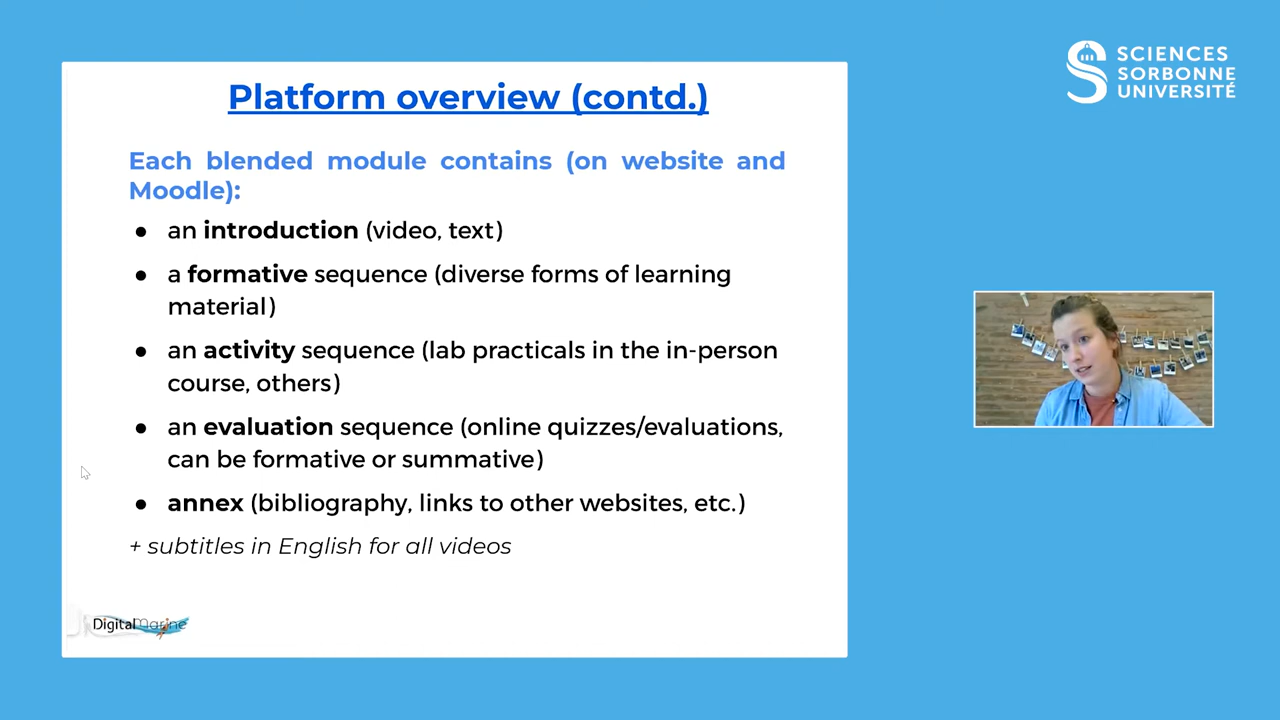 SCIENCES
SORBONNE
UNIVERSITÉ
Platform overview (contd.)
Each blended module contains (on website and
Moodle):
● an introduction (video, text)
● a formative sequence (diverse forms of learning
material)
● an activity sequence (lab practicals in the in-person
course, others)
● an evaluation sequence (online quizzes/evaluations,
can be formative or summative)
● annex (bibliography, links to other websites, etc.)
+ subtitles in English for all videos
DigitalMarine